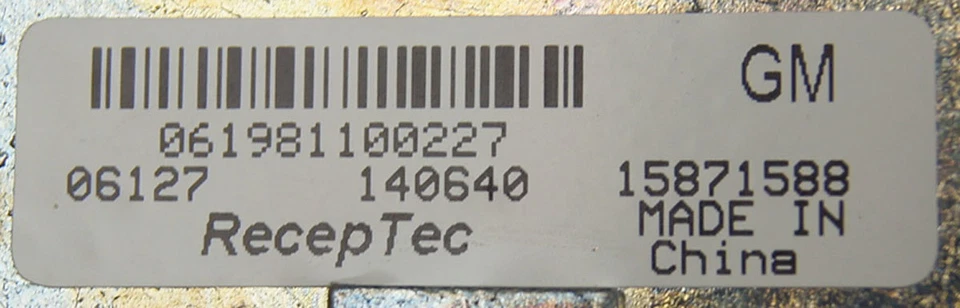 GM
061981100227
06127 140640 15871588
RecepTec MADE IN
China